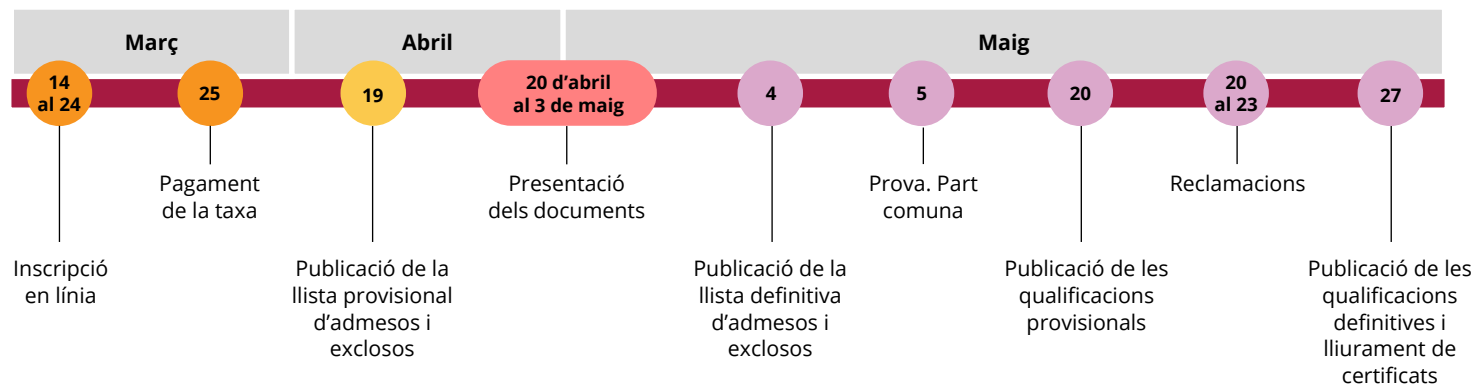 Març
Abril
Maig
14
al 24
25
19
20 d’abril
al 3 de maig
4
5
20
20
al 23
27
Inscripció
en línia
Pagament
de la taxa
Publicació de la
llista provisional
d’admesos i
exclosos
Presentació
dels documents
Publicació de la
llista definitiva
d’admesos i
exclosos
Prova. Part
comuna
Publicació de les
qualificacions
provisionals
Reclamacions
Publicació de les
qualificacions
definitives i
lliurament de
certificats